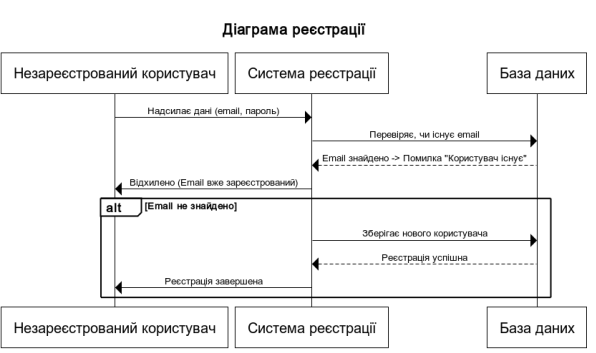 Діаграма реєстрації
Незареєстрований користувач
Система реєстрації
База даних
Надсилає дані (email, пароль)
Перевіряє, чи існує email
Email знайдено -> Помилка "Користувач існує"
Відхилено (Email вже зареєстрований)
alt [Email не знайдено]
Зберігає нового користувача
Реєстрація успішна
Реєстрація завершена
Незареєстрований користувач
Система реєстрації
База даних